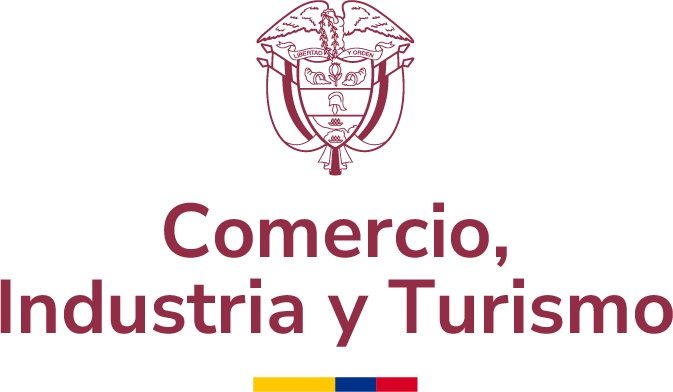 LIBERTAD Y ORDEN
Comercio,
Industria y Turismo